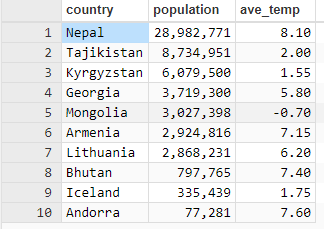 country population ave_temp
1 Nepal 28,982,771 8.10
2 Tajikistan 8,734,951 2.00
3 Kyrgyzstan 6,079,500 1.55
4 Georgia 3,719,300 5.80
5 Mongolia 3,027,398 -0.70
6 Armenia 2,924,816 7.15
7 Lithuania 2,868,231 6.20
8 Bhutan 797,765 7.40
9 Iceland 335,439 1.75
10 Andorra 77,281 7.60